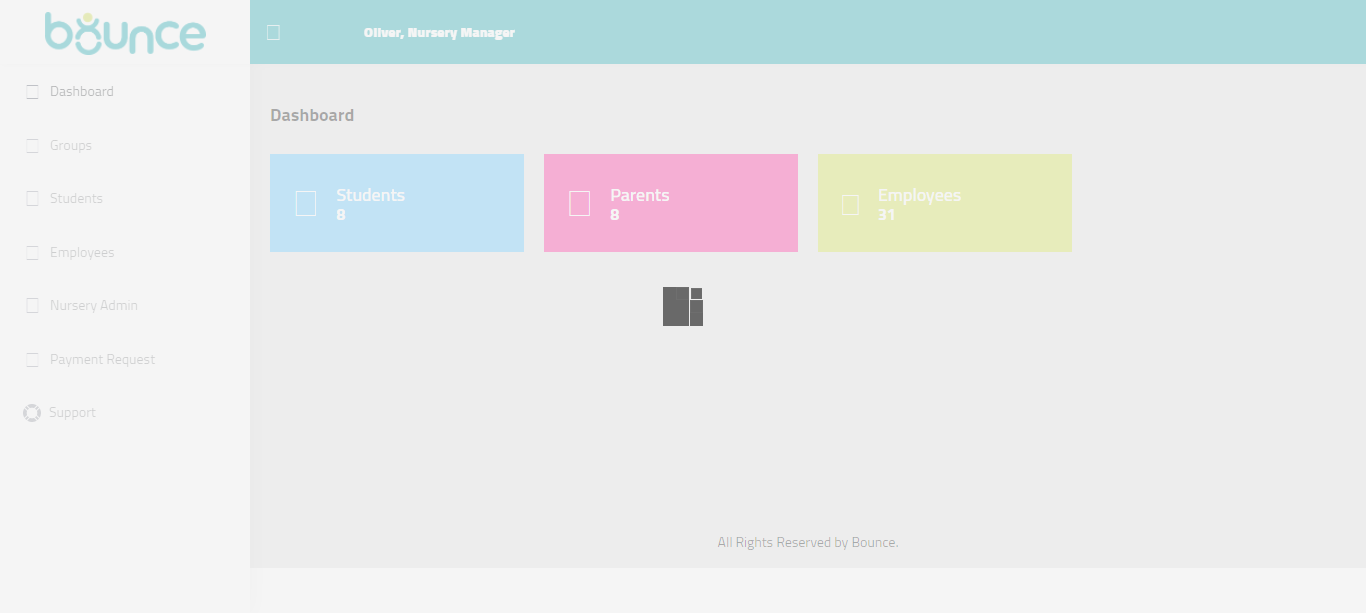 bounce
Oliver, Nursery Manager
Dashboard
Groups
Students
Employees
Nursery Admin
Payment Request
Support
Dashboard
Students
8
Parents
8
Employees
31
All Rights Reserved by Bounce.